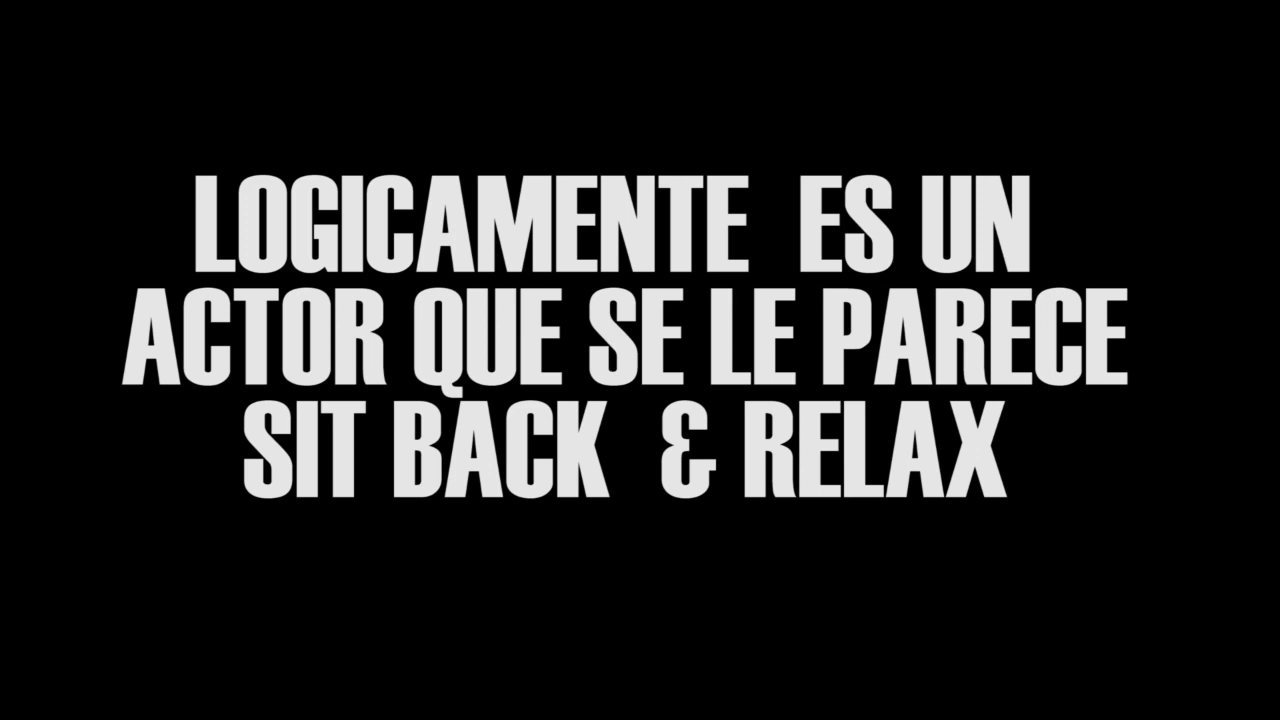 LOGICAMENTE ES UN
ACTOR QUE SE LE PARECE
SIT BACK & RELAX